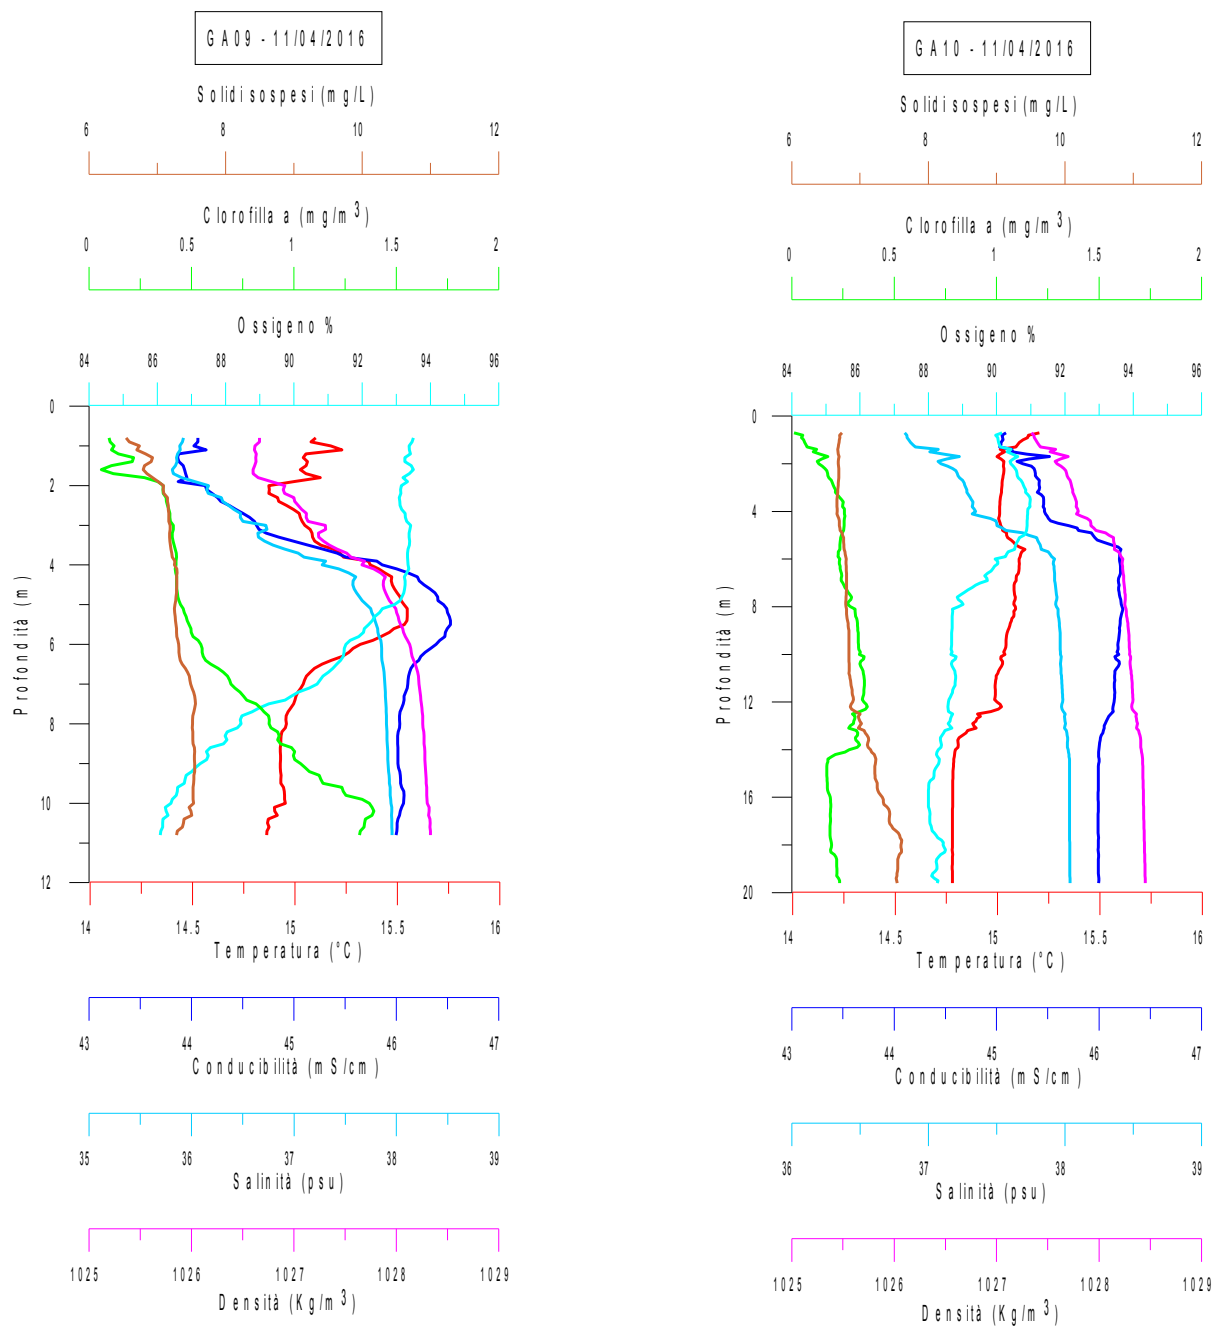 GA09 - 11/04/2016
Solidi sospesi (mg/L)
6 8 10 12
Clorofilla a (mg/m3)
0 0.5 1 1.5 2
Ossigeno %
84 86 88 90 92 94 96
0
2
4
6
8
10
12
Profondità (m)
14 14.5 15 15.5 16
Temperatura (°C)
43 44 45 46 47
Conducibilità (mS/cm)
35 36 37 38 39
Salinità (psu)
1025 1026 1027 1028 1029
Densità (Kg/m3)
GA10 - 11/04/2016
Solidi sospesi (mg/L)
6 8 10 12
Clorofilla a (mg/m3)
0 0.5 1 1.5 2
Ossigeno %
84 86 88 90 92 94 96
0
4
8
12
16
20
Profondità (m)
14 14.5 15 15.5 16
Temperatura (°C)
43 44 45 46 47
Conducibilità (mS/cm)
36 37 38 39
Salinità (psu)
1025 1026 1027 1028 1029
Densità (Kg/m3)